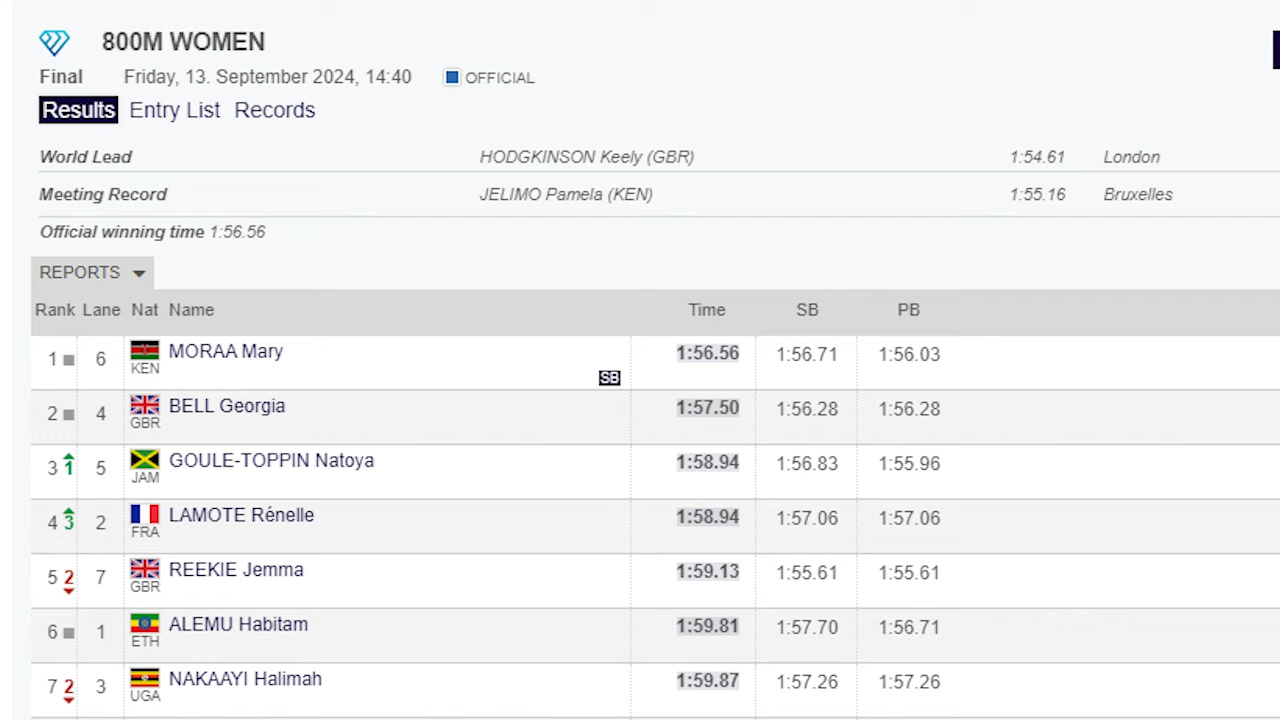 800M WOMEN
Final Friday, 13. September 2024, 14:40 OFFICIAL
Results Entry List Records
World Lead HODGKINSON Keely (GBR) 1:54.61 London
Meeting Record JELIMO Pamela (KEN) 1:55.16 Bruxelles
Official winning time 1:56.56
REPORTS
Rank Lane Nat Name Time SB PB
1 6 KEN MORAA Mary SB 1:56.56 1:56.71 1:56.03
2 4 GBR BELL Georgia 1:57.50 1:56.28 1:56.28
3 1 5 JAM GOULE-TOPPIN Natoya 1:58.94 1:56.83 1:55.96
4 3 2 FRA LAMOTE Rénelle 1:58.94 1:57.06 1:57.06
5 2 7 GBR REEKIE Jemma 1:59.13 1:55.61 1:55.61
6 1 ETH ALEMU Habitam 1:59.81 1:57.70 1:56.71
7 2 3 UGA NAKAAYI Halimah 1:59.87 1:57.26 1:57.26